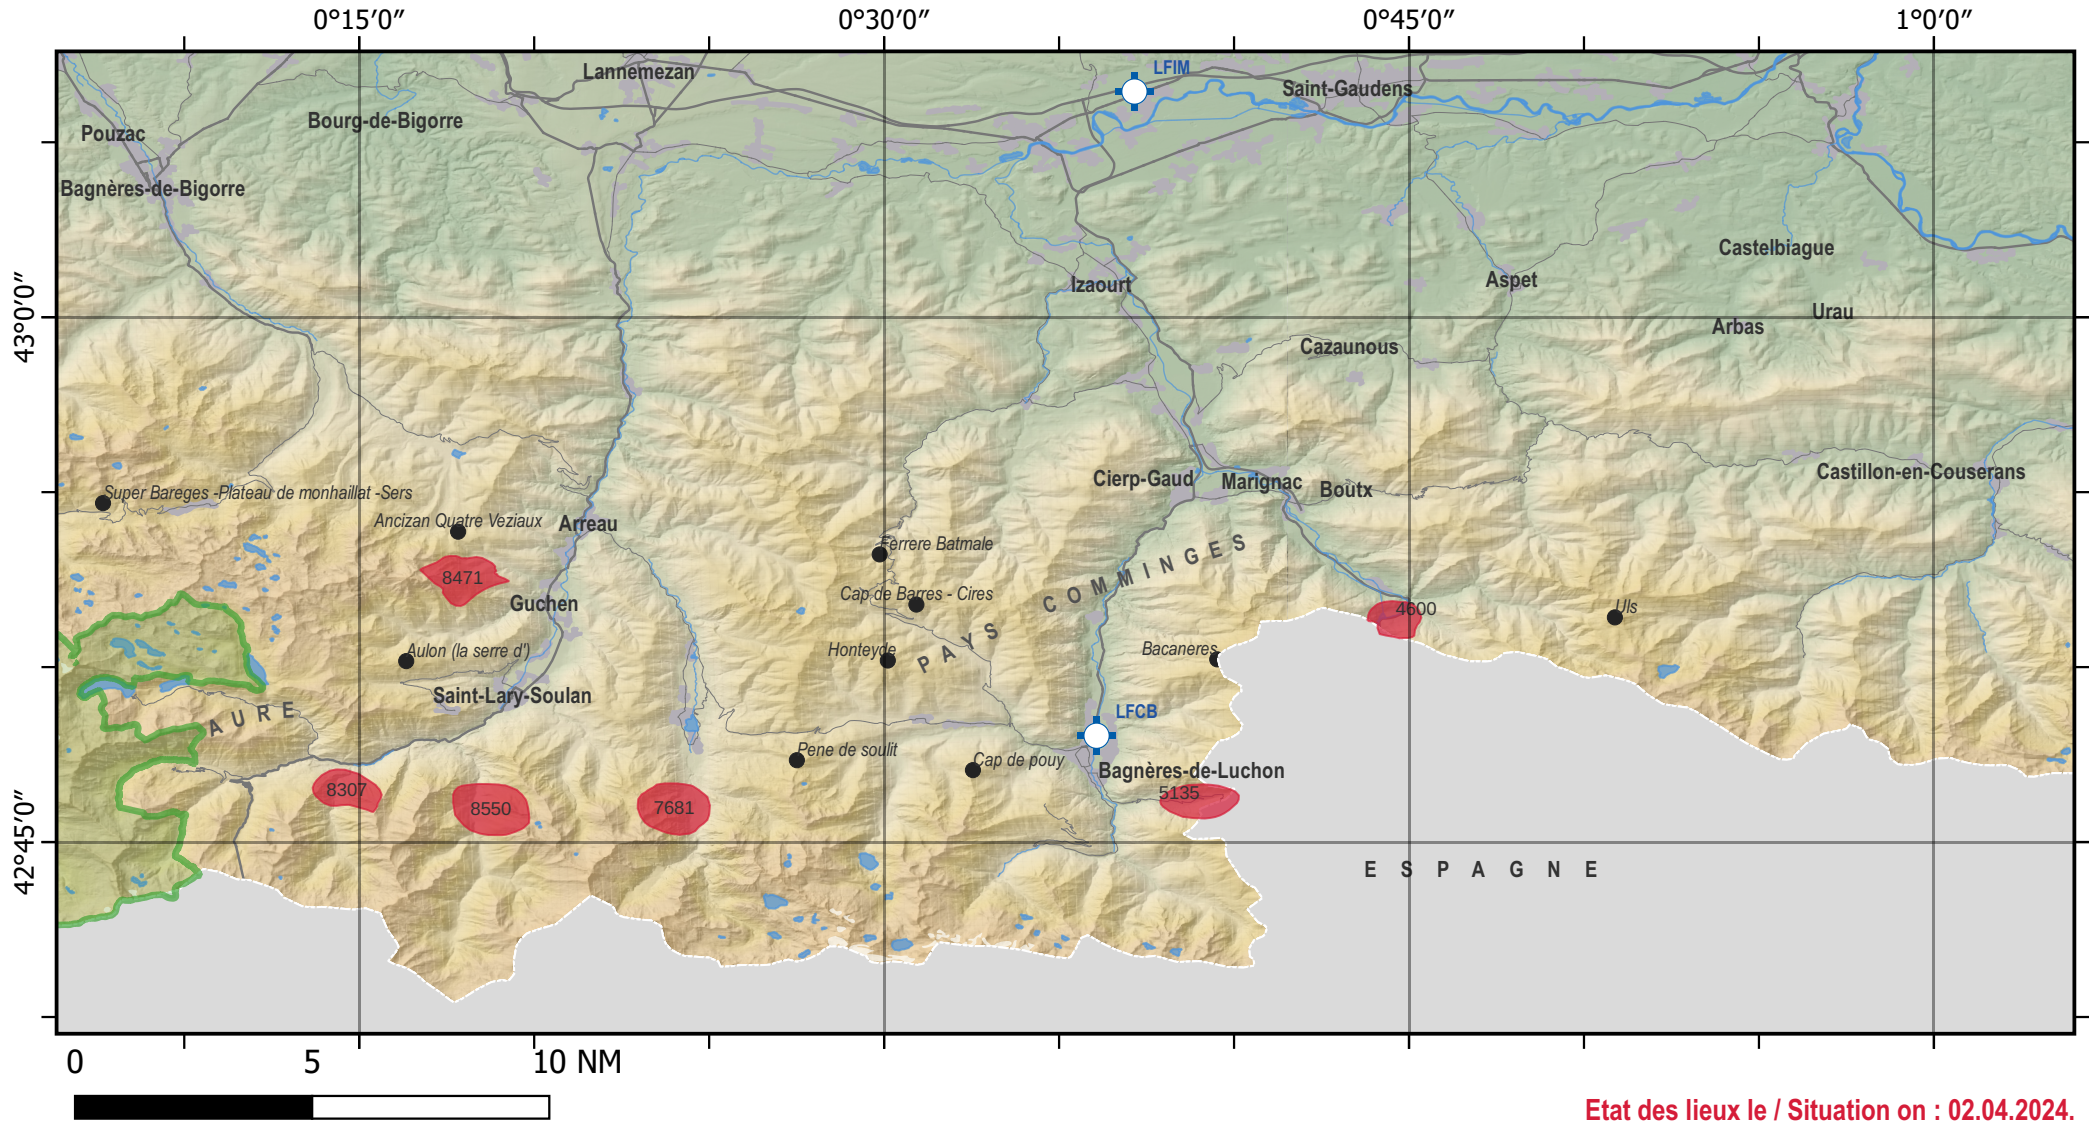 0°15′0″ 0°30′0″ 0°45′0″ 1°0′0″
LFIM
Lannemezan
Saint-Gaudens
Bourg-de-Bigorre
Pouzac
Bagnères-de-Bigorre
Castelbiague
Aspet
Izaourt
43°0′0″
Urau
Arbas
Cazaunous
Castillon-en-Couserans
Cierp-Gaud
Marignac
Boutx
Super Bareges -Plateau de monhaillat -Sers
Ancizan Quatre Veziaux
Arreau
Ferrere Batmale
PAYS COMMINGES
8471
Cap de Barres - Cires
Guchen
4600
Uls
Aulon (la serre d')
Honteyde
Bacaneres
Saint-Lary-Soulan
AURE
LFCB
Pene de soulit
Cap de pouy
Bagnères-de-Luchon
8307
5135
8550
7681
42°45′0″
ESPAGNE
0 5 10 NM
Etat des lieux le / Situation on : 02.04.2024.